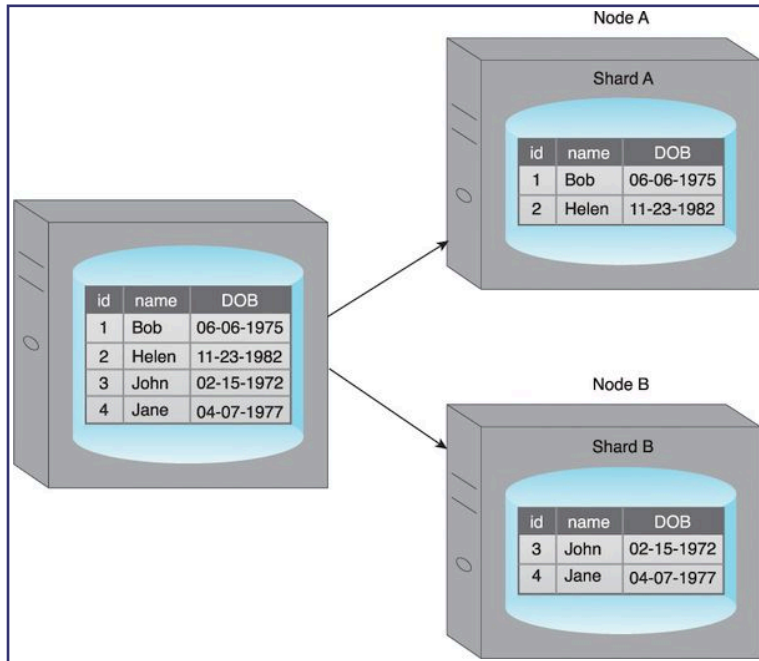 id name DOB
1 Bob 06-06-1975
2 Helen 11-23-1982
3 John 02-15-1972
4 Jane 04-07-1977
Node A
Shard A
id name DOB
1 Bob 06-06-1975
2 Helen 11-23-1982
Node B
Shard B
id name DOB
3 John 02-15-1972
4 Jane 04-07-1977